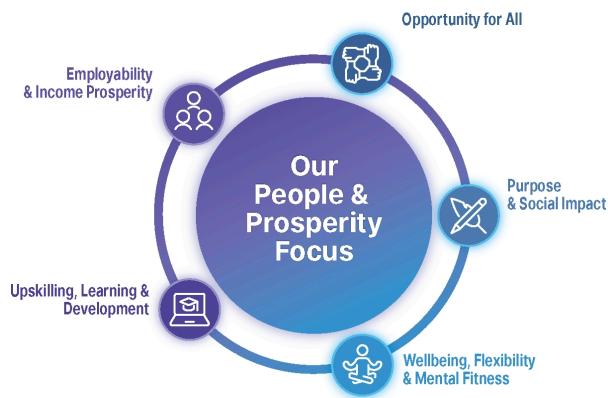 Opportunity for All
Employability
& Income Prosperity
Our
People &
Prosperity
Focus
Purpose
& Social Impact
Upskilling, Learning &
Development
Wellbeing, Flexibility
& Mental Fitness